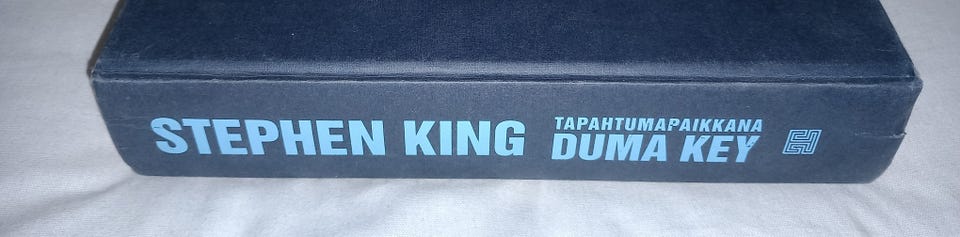 STEPHEN KING
TAPAHTUMAPAIKKANA
DUMA KEY